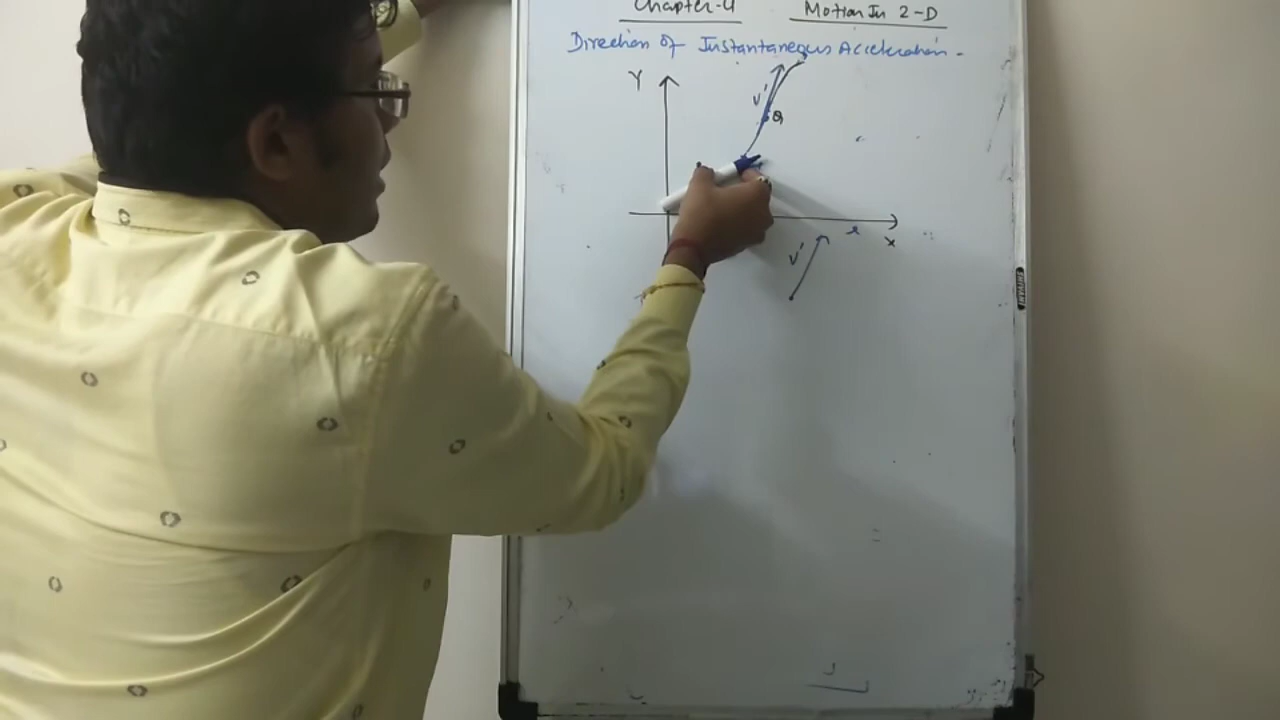 Chapter-4 Motion In 2-D
Direction of Instantaneous Acceleration.
Y
v'
Q
x
v'